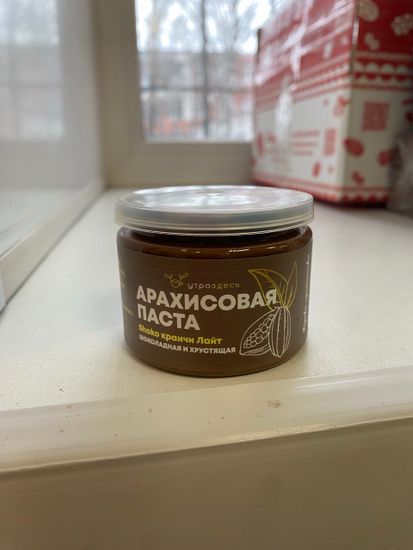 утроздесь
АРАХИСОВАЯ
ПАСТА
Shoko кранчи Лайт
ШОКОЛАДНАЯ И ХРУСТЯЩАЯ